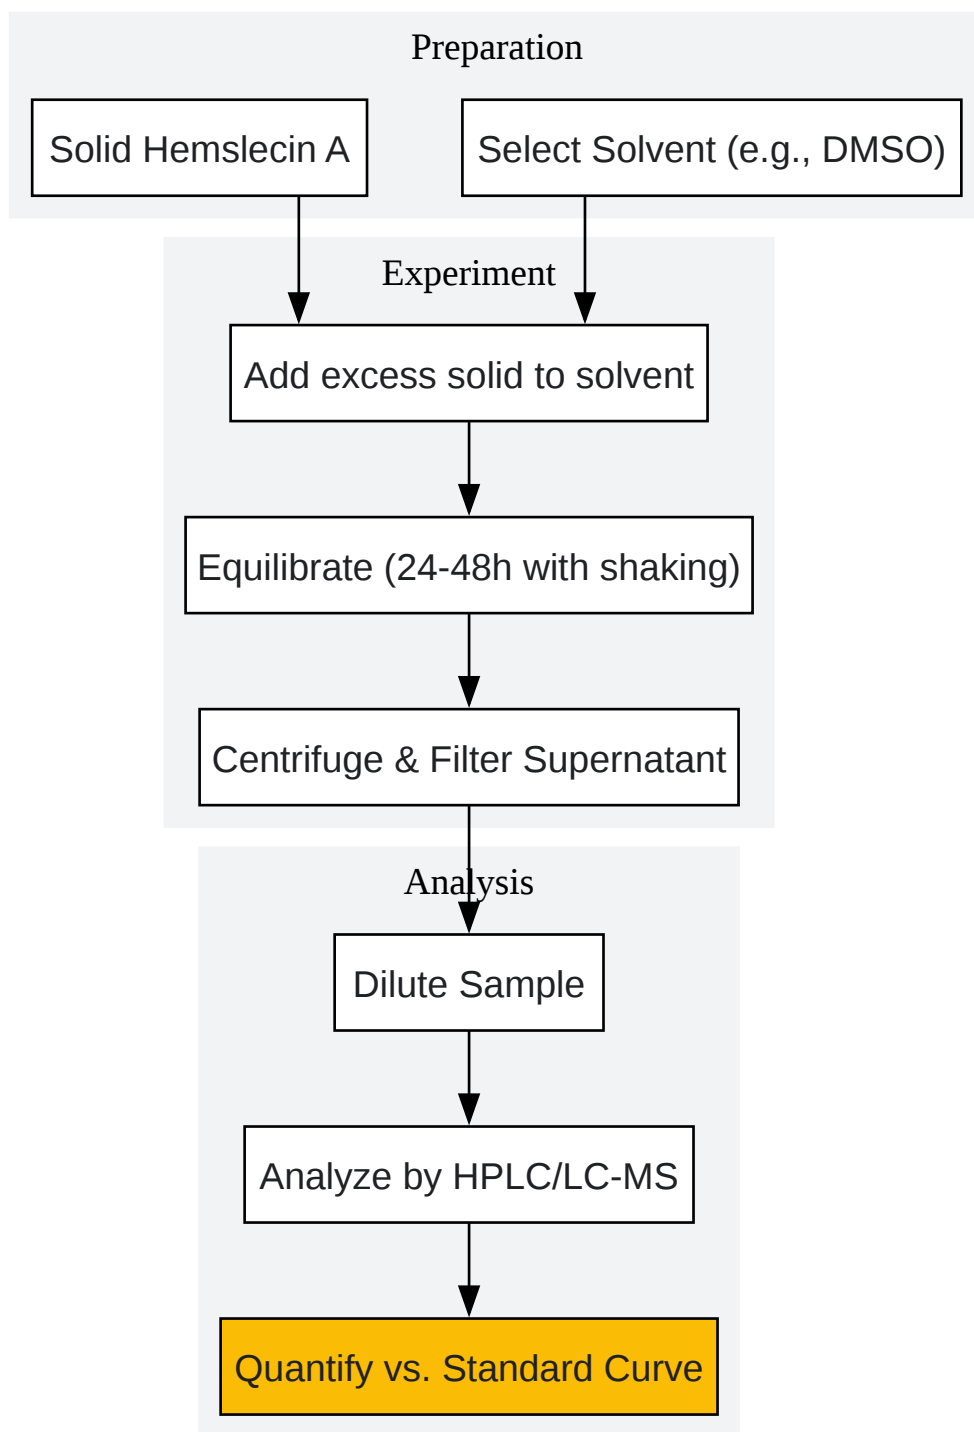 Preparation
Solid Hemslecin A
Select Solvent (e.g., DMSO)
Experiment
Add excess solid to solvent
Equilibrate (24-48h with shaking)
Centrifuge & Filter Supernatant
Analysis
Dilute Sample
Analyze by HPLC/LC-MS
Quantify vs. Standard Curve